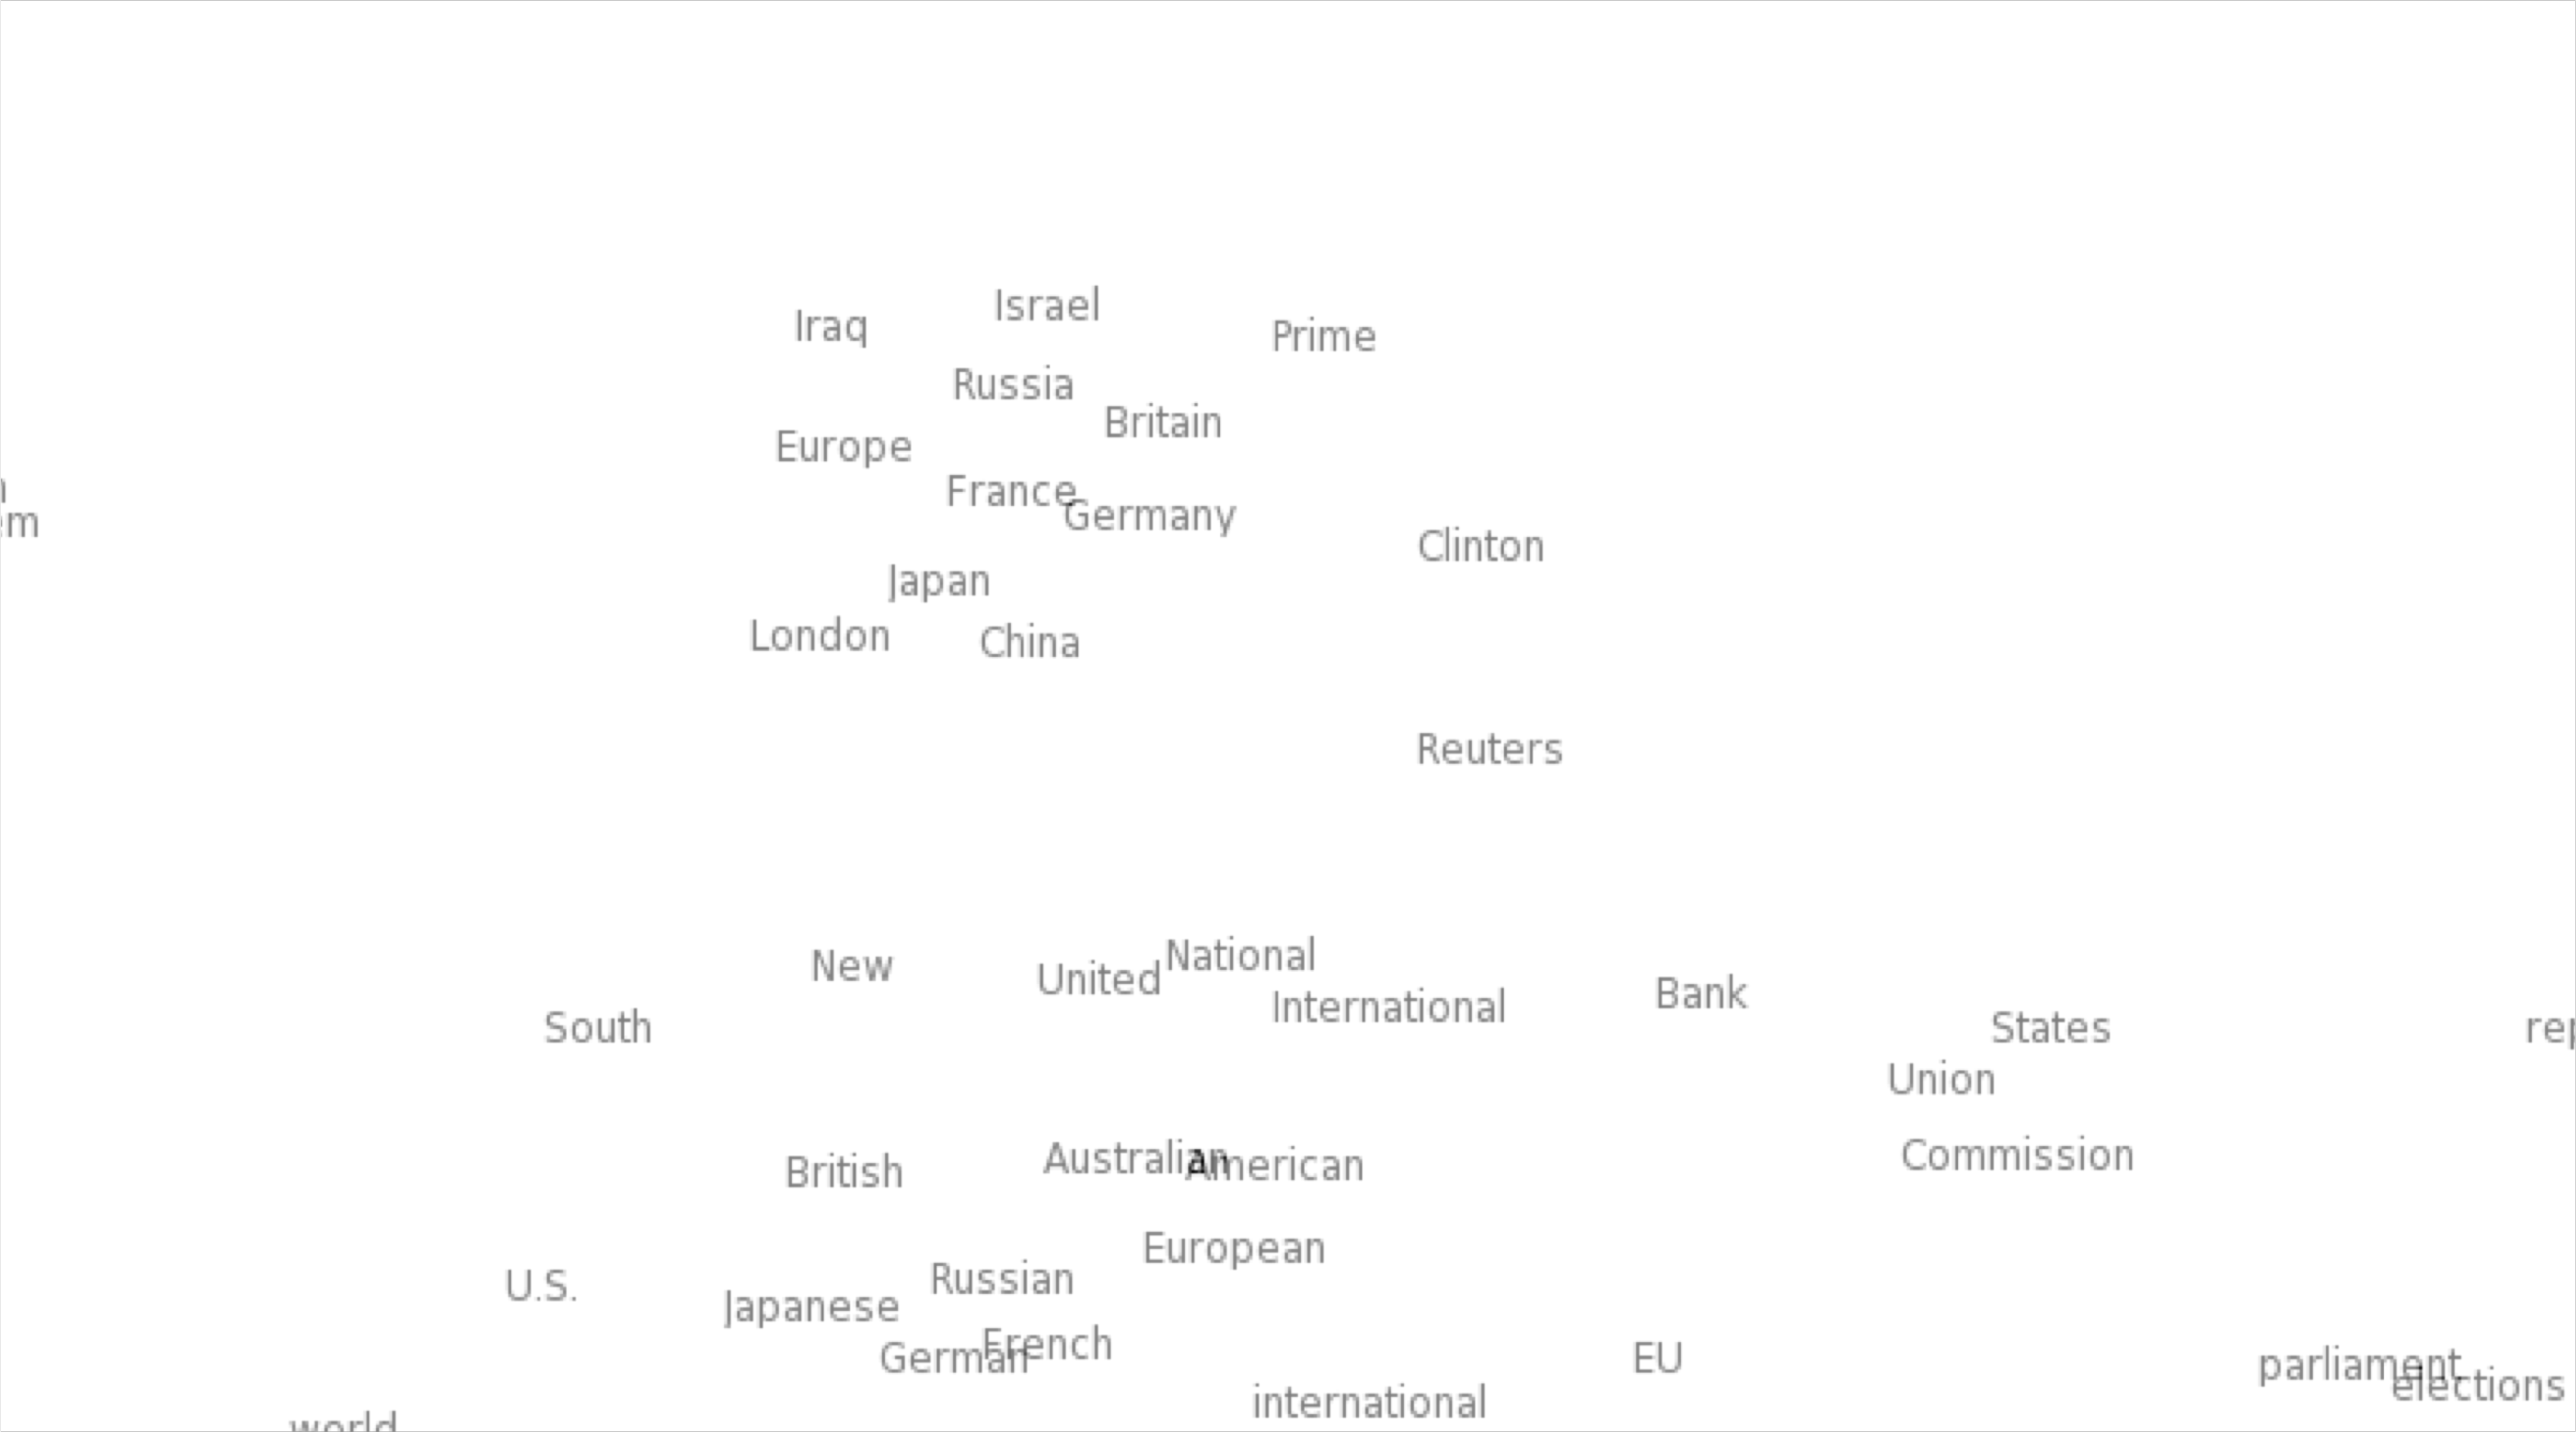 Israel
Iraq
Prime
Russia
Britain
Europe
France
Germany
Clinton
Japan
London
China
Reuters
National
New
United
Bank
International
South
States
Union
Commission
Australian
American
British
European
Russian
U.S.
Japanese
French
German
EU
parliament
elections
international
world